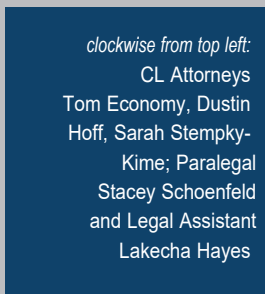 clockwise from top left:
CL Attorneys
Tom Economy, Dustin
Hoff, Sarah Stempky-
Kime; Paralegal
Stacey Schoenfeld
and Legal Assistant
Lakecha Hayes